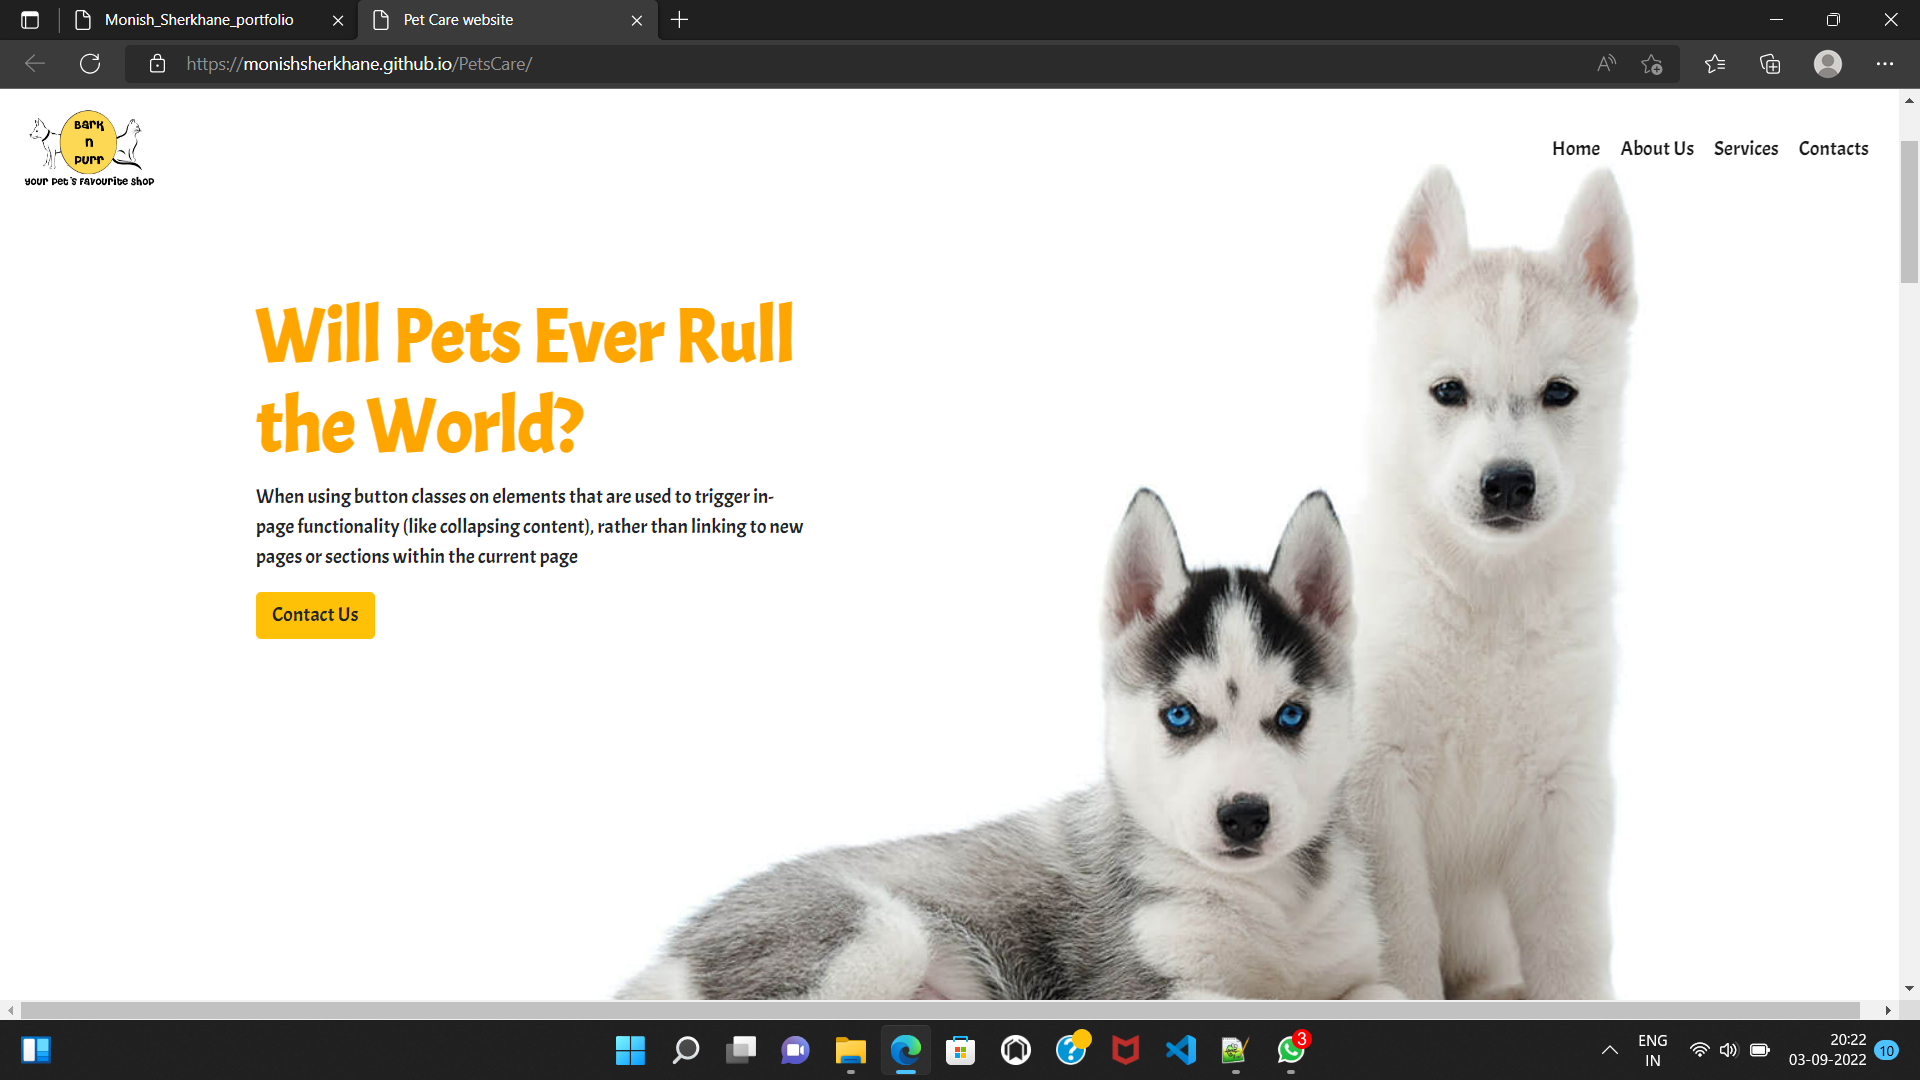 Monish_Sherkhane_portfolio
Pet Care website
https://monishsherkhane.github.io/PetsCare/
Bark
n
Purr
Your Pet's Favourite Shop
Home About Us Services Contacts
Will Pets Ever Rull
the World?
When using button classes on elements that are used to trigger in-
page functionality (like collapsing content), rather than linking to new
pages or sections within the current page
Contact Us
3
ENG
IN
20:22
03-09-2022
10